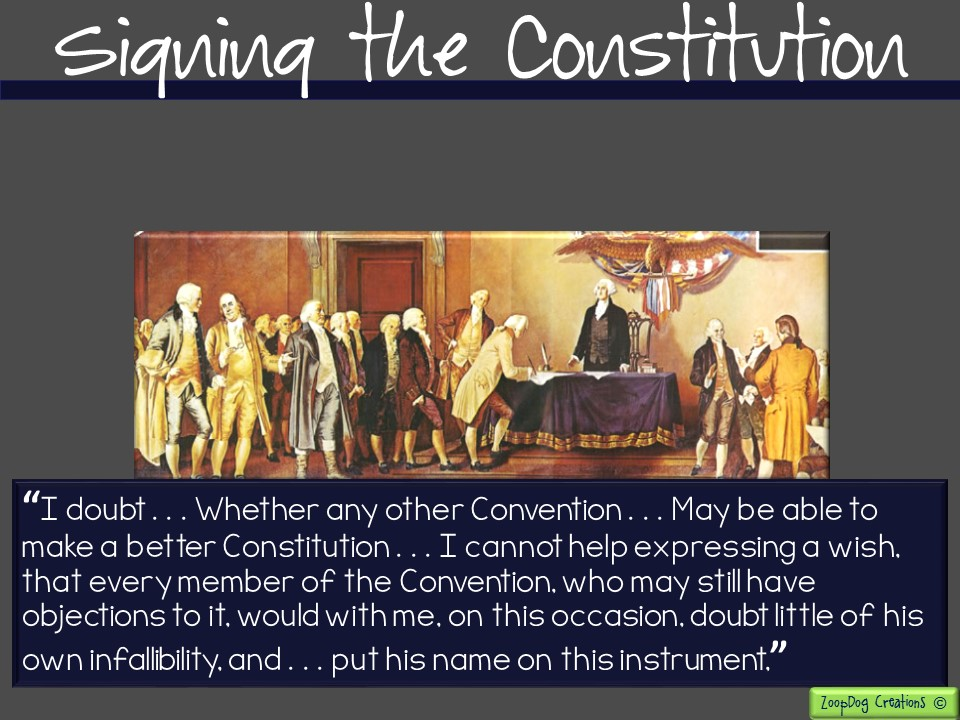 Signing the Constitution
“I doubt . . . Whether any other Convention . . . May be able to
make a better Constitution . . . I cannot help expressing a wish,
that every member of the Convention, who may still have
objections to it, would with me, on this occasion, doubt little of his
own infallibility, and . . . put his name on this instrument,”
ZoopDog Creations ©